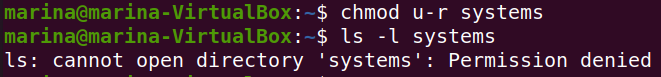 marina@marina-VirtualBox:~$ chmod u-r systems
marina@marina-VirtualBox:~$ ls -l systems
ls: cannot open directory 'systems': Permission denied